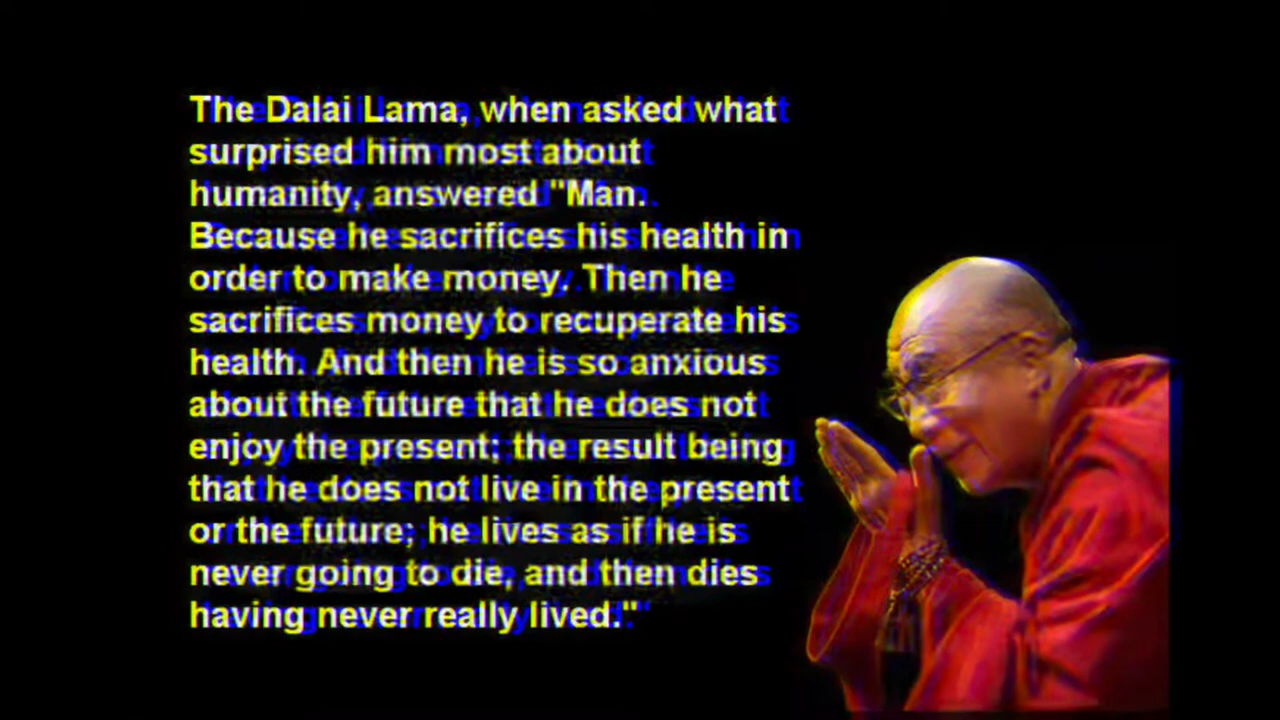 The Dalai Lama, when asked what
surprised him most about
humanity, answered "Man.
Because he sacrifices his health in
order to make money. Then he
sacrifices money to recuperate his
health. And then he is so anxious
about the future that he does not
enjoy the present; the result being
that he does not live in the present
or the future; he lives as if he is
never going to die, and then dies
having never really lived."